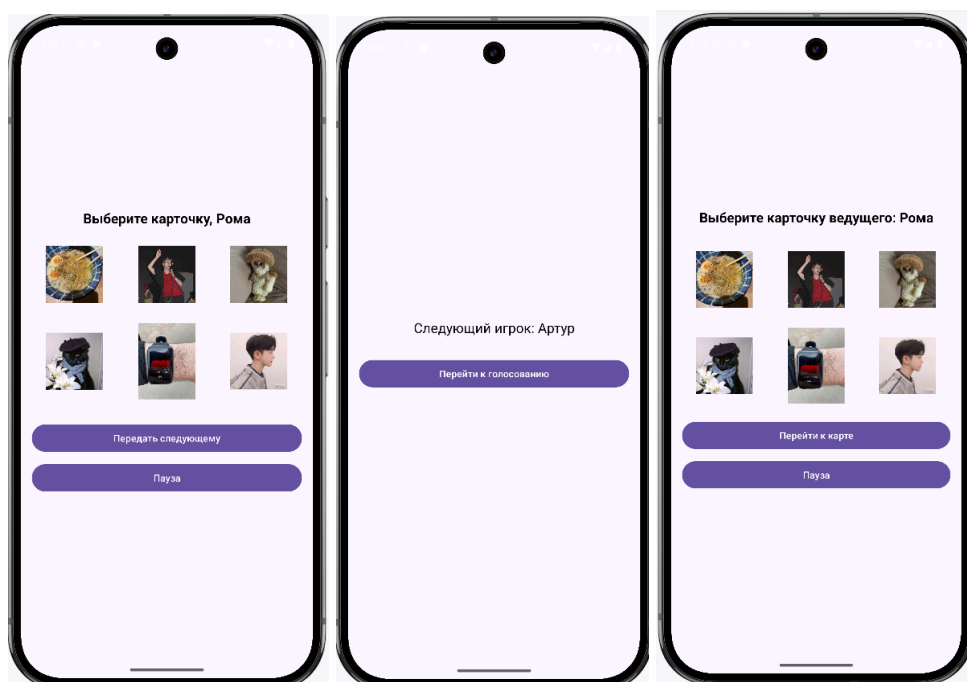 Выберите карточку, Рома
Передать следующему
Пауза
Следующий игрок: Артур
Перейти к голосованию
Выберите карточку ведущего: Рома
Перейти к карте
Пауза